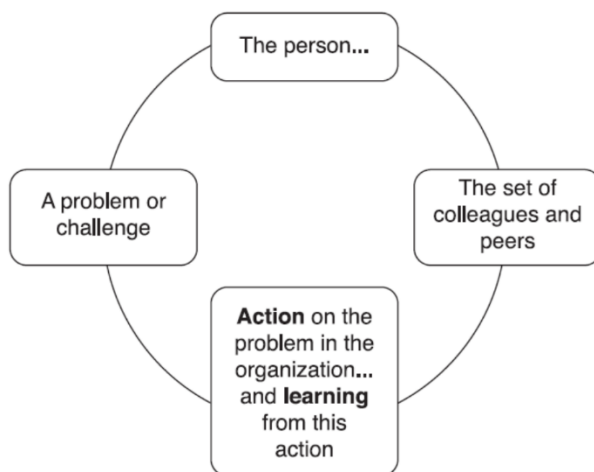 The person...
A problem or
challenge
The set of
colleagues and
peers
Action on the
problem in the
organization...
and learning
from this
action